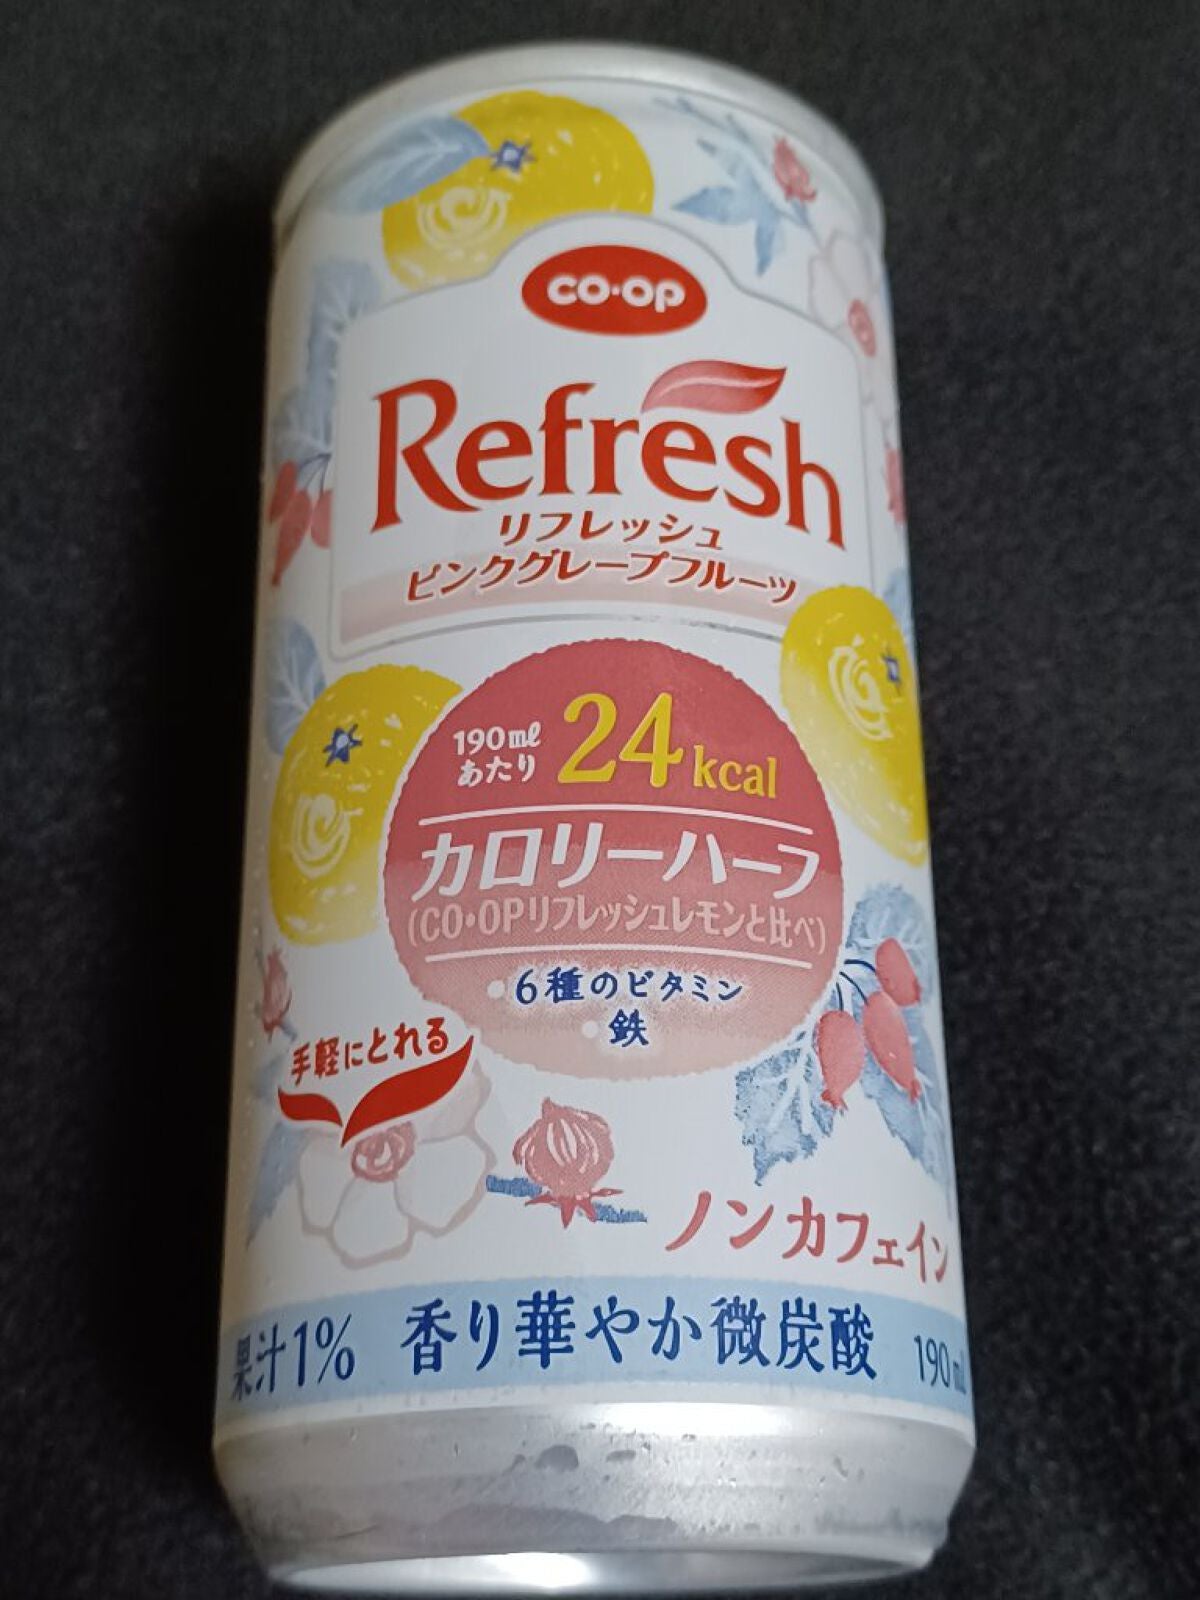 CO·OP
Refresh
リフレッシュ
ピンクグレープフルーツ
190ml
あたり
24kcal
カロリーハーフ
(CO·OPリフレッシュレモンと比べ)
6種のビタミン
鉄
手軽にとれる
ノンカフェイン
果汁1% 香り華やか微炭酸 190ml